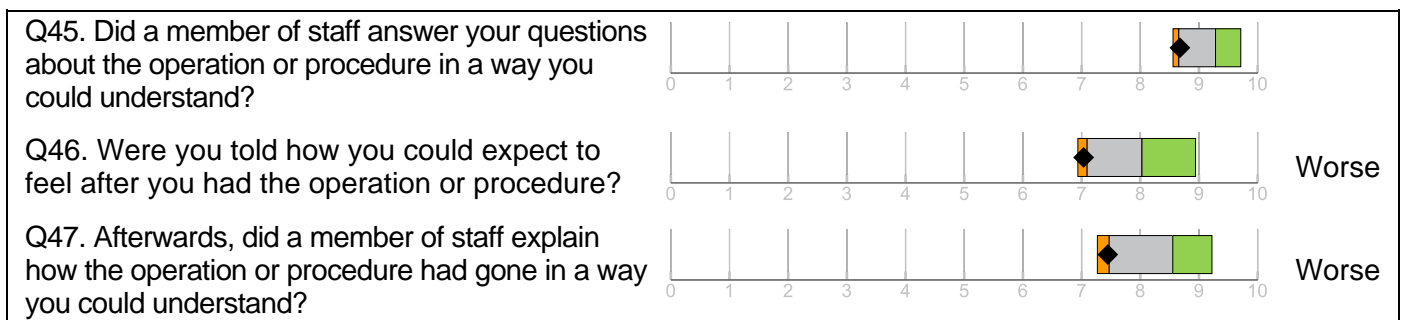 Q45. Did a member of staff answer your questions
about the operation or procedure in a way you
could understand?
0 1 2 3 4 5 6 7 8 9 10
Q46. Were you told how you could expect to
feel after you had the operation or procedure?
0 1 2 3 4 5 6 7 8 9 10
Worse
Q47. Afterwards, did a member of staff explain
how the operation or procedure had gone in a way
you could understand?
0 1 2 3 4 5 6 7 8 9 10
Worse